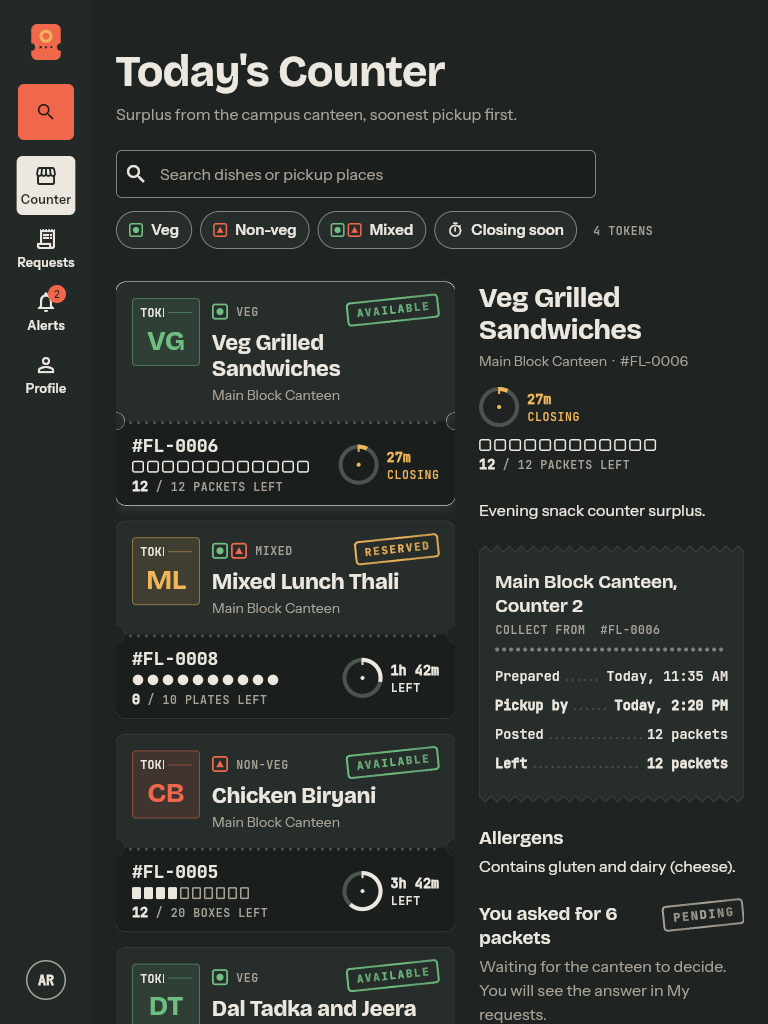 Today's Counter
Surplus from the campus canteen, soonest pickup first.
Search dishes or pickup places
Veg
Non-veg
Mixed
Closing soon
4 TOKENS
Counter
Requests
2
Alerts
Profile
AR
VG
VEG
AVAILABLE
Veg Grilled
Sandwiches
Main Block Canteen
#FL-0006
12 / 12 PACKETS LEFT
27m
CLOSING
ML
MIXED
RESERVED
Mixed Lunch Thali
Main Block Canteen
#FL-0008
0 / 10 PLATES LEFT
1h 42m
LEFT
CB
NON-VEG
AVAILABLE
Chicken Biryani
Main Block Canteen
#FL-0005
12 / 20 BOXES LEFT
3h 42m
LEFT
DT
VEG
AVAILABLE
Dal Tadka and Jeera
Veg Grilled
Sandwiches
Main Block Canteen · #FL-0006
27m
CLOSING
12 / 12 PACKETS LEFT
Evening snack counter surplus.
Main Block Canteen,
Counter 2
COLLECT FROM #FL-0006
Prepared ...... Today, 11:35 AM
Pickup by ...... Today, 2:20 PM
Posted ................. 12 packets
Left ................... 12 packets
Allergens
Contains gluten and dairy (cheese).
You asked for 6
packets
PENDING
Waiting for the canteen to decide.
You will see the answer in My
requests.